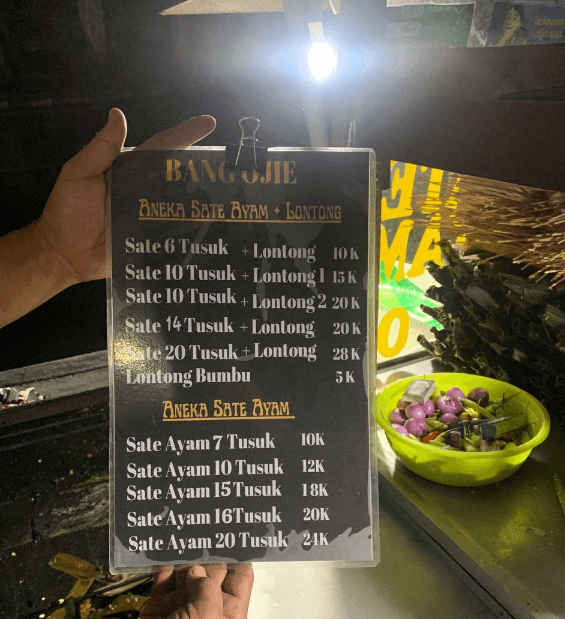 BANG OJIE
ANEKA SATE AYAM + LONTONG
Sate 6 Tusuk + Lontong 10 K
Sate 10 Tusuk + Lontong 1 15 K
Sate 10 Tusuk + Lontong 2 20 K
Sate 14 Tusuk + Lontong 20 K
Sate 20 Tusuk + Lontong 28 K
Lontong Bumbu 5 K
ANEKA SATE AYAM
Sate Ayam 7 Tusuk 10K
Sate Ayam 10 Tusuk 12K
Sate Ayam 15 Tusuk 18K
Sate Ayam 16 Tusuk 20K
Sate Ayam 20 Tusuk 24K